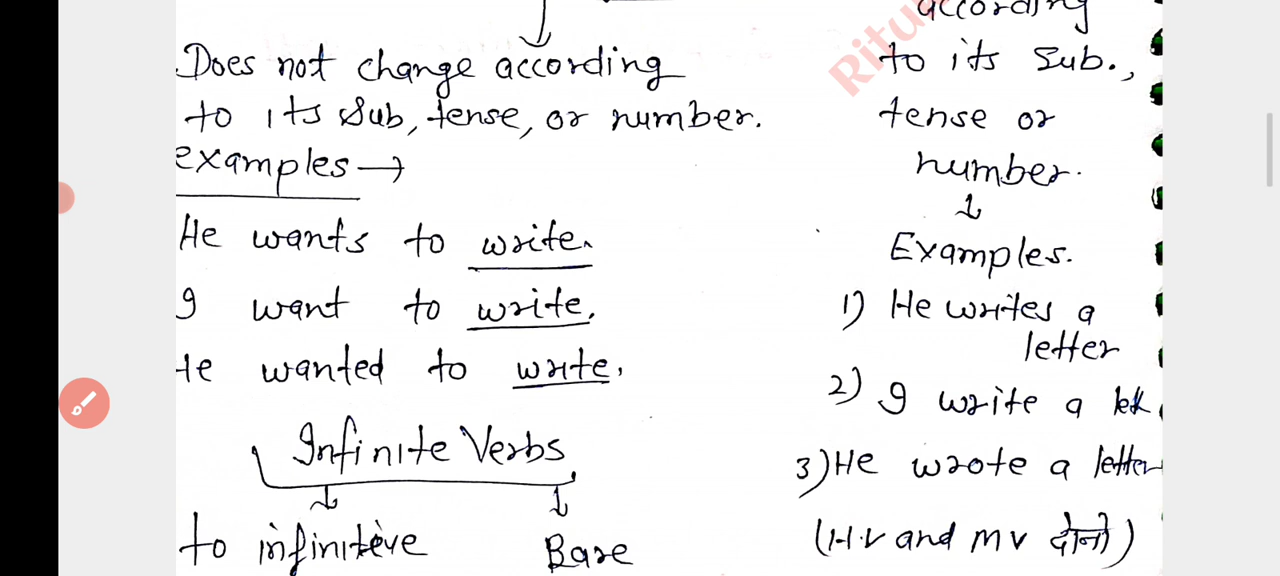 Does not change according
to its sub, tense, or number.
examples →
He wants to write.
I want to write.
He wanted to write.
Infinite Verbs
to infinitive
Bare
according
to its sub.,
tense or
number.
Examples.
1) He writes a
letter
2) I write a
3) He wrote a letter
(H.V and m v दोनो)
Ritu